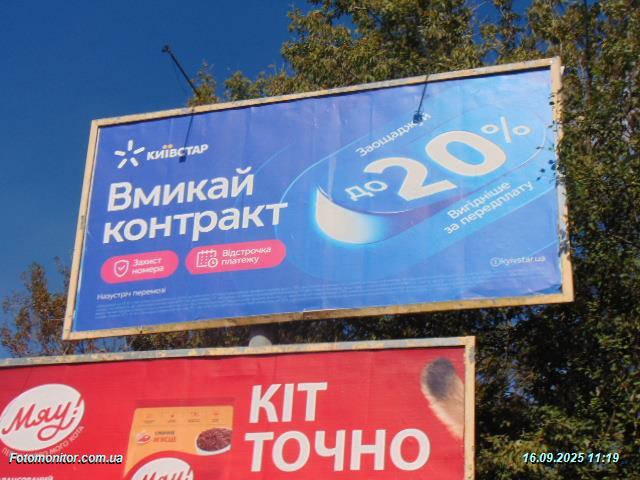 КИЇВСТАР
Вмикай
контракт
Захист
номера
Відстрочка
платежу
Назустріч перемозі
Заощаджуй
до 20%
Вигідніше
за передплату
kyivstar.ua
Мяу!
КІТ
ТОЧНО
Fotomonitor.com.ua
16.09.2025 11:19